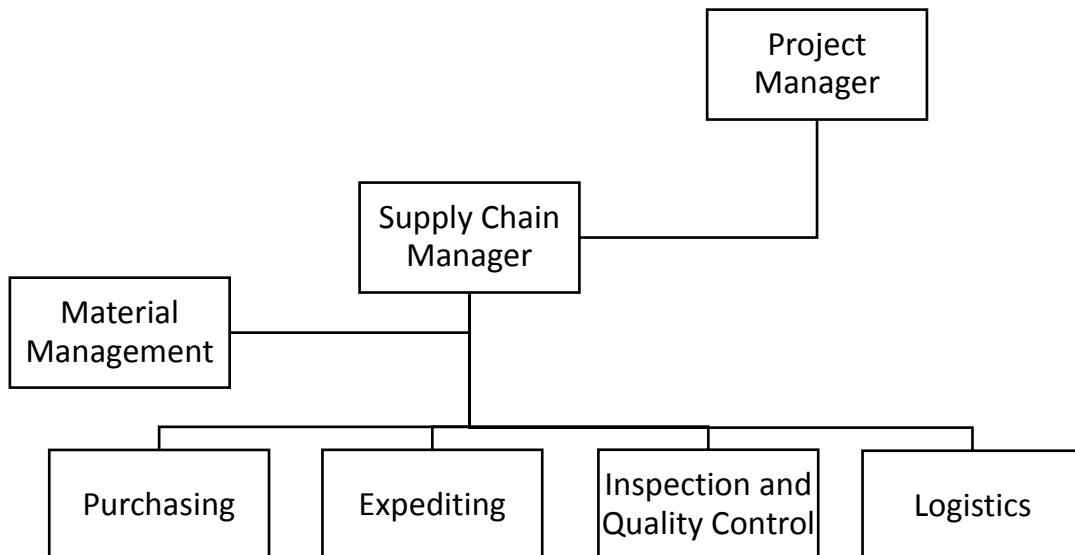 Project
Manager
Supply Chain
Manager
Material
Management
Purchasing
Expediting
Inspection and
Quality Control
Logistics